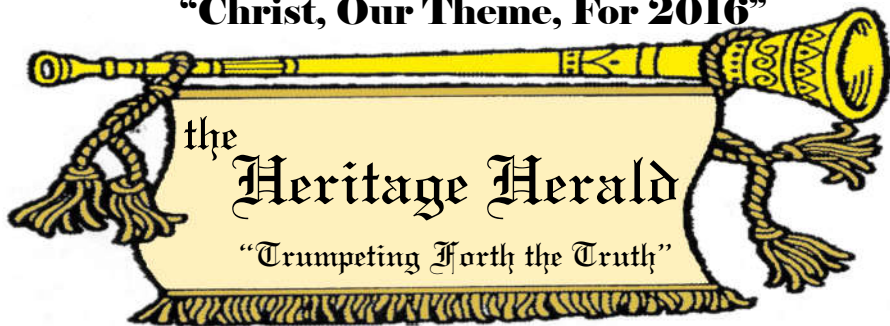 “Christ, Our Theme, For 2016”
the
Heritage Herald
“Trumpeting Forth the Truth”